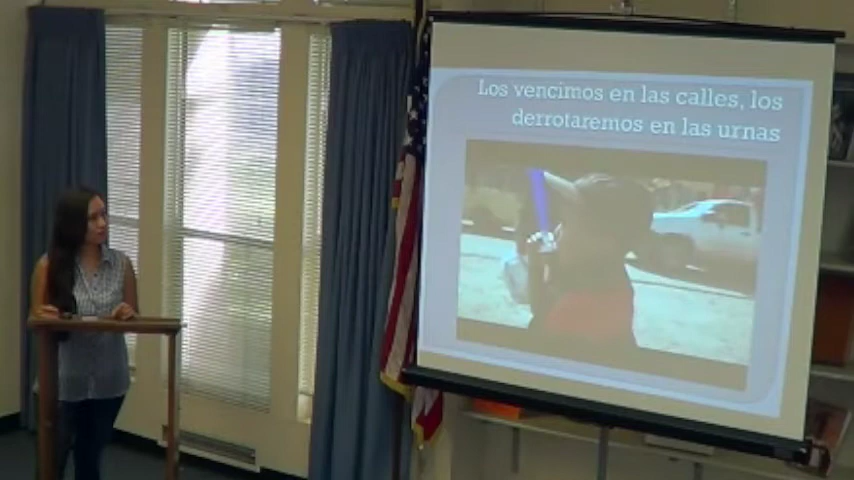 Los vencimos en las calles, los
derrotaremos en las urnas